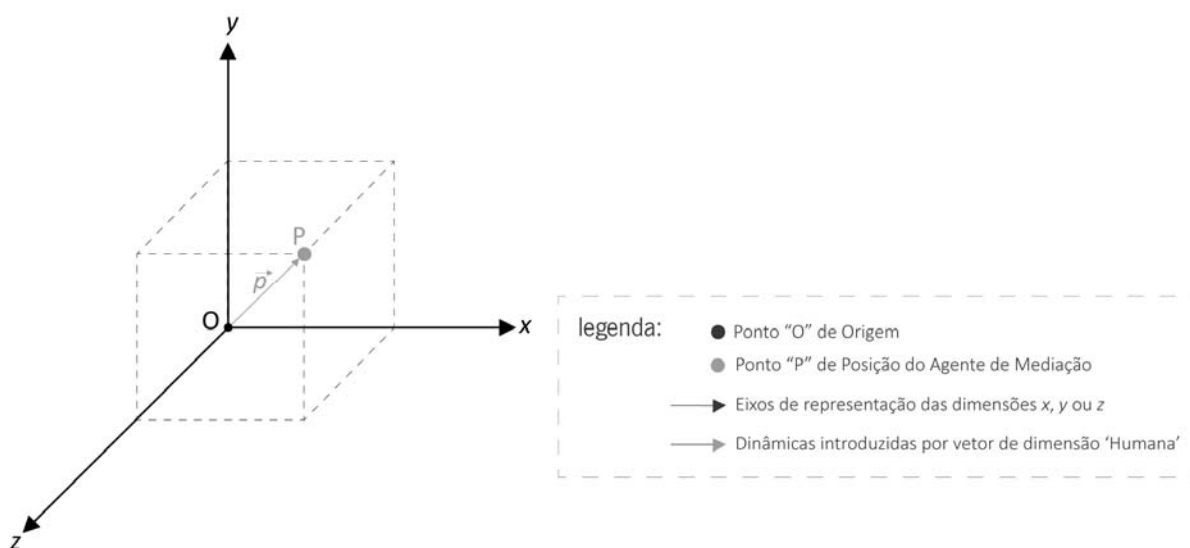 y
P
p
O
x
z
legenda:
Ponto “O” de Origem
Ponto “P” de Posição do Agente de Mediação
Eixos de representação das dimensões x, y ou z
Dinâmicas introduzidas por vetor de dimensão ‘Humana’